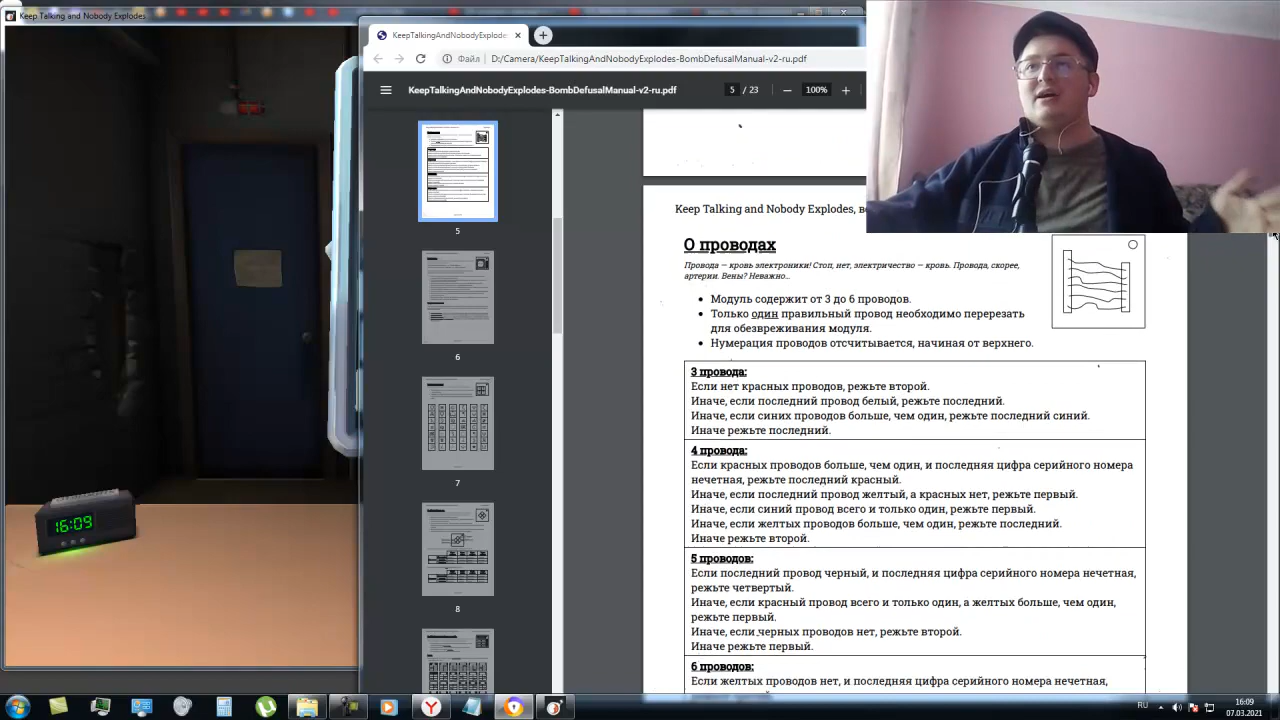 Keep Talking and Nobody Explodes
KeepTalkingAndNobodyExplodes
Файл D:/Camera/KeepTalkingAndNobodyExplodes-BombDefusalManual-v2-ru.pdf
KeepTalkingAndNobodyExplodes-BombDefusalManual-v2-ru.pdf
5 / 23
100%
5
6
7
8
Keep Talking and Nobody Explodes, ве
О проводах
Провода — кровь электроники! Стоп, нет, электричество — кровь. Провода, скорее,
артерии. Вены? Неважно...
Модуль содержит от 3 до 6 проводов.
Только один правильный провод необходимо перерезать
для обезвреживания модуля.
Нумерация проводов отсчитывается, начиная от верхнего.
3 провода:
Если нет красных проводов, режьте второй.
Иначе, если последний провод белый, режьте последний.
Иначе, если синих проводов больше, чем один, режьте последний синий.
Иначе режьте последний.
4 провода:
Если красных проводов больше, чем один, и последняя цифра серийного номера
нечетная, режьте последний красный.
Иначе, если последний провод желтый, а красных нет, режьте первый.
Иначе, если синий провод всего и только один, режьте первый.
Иначе, если желтых проводов больше, чем один, режьте последний.
Иначе режьте второй.
5 проводов:
Если последний провод черный, и последняя цифра серийного номера нечетная,
режьте четвертый.
Иначе, если красный провод всего и только один, а желтых больше, чем один,
режьте первый.
Иначе, если черных проводов нет, режьте второй.
Иначе режьте первый.
6 проводов:
Если желтых проводов нет, и последняя цифра серийного номера нечетная,
16:09
RU
16:09
07.03.2021